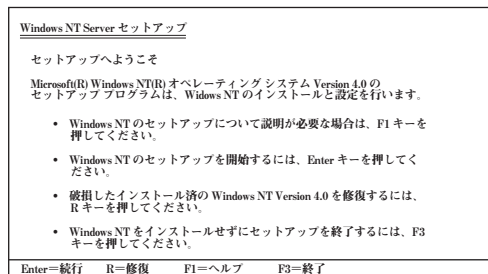 Windows NT Server セットアップ
セットアップへようこそ
Microsoft(R) Windows NT(R) オペレーティング システム Version 4.0 の
セットアップ プログラムは、Widows NT のインストールと設定を行います。
• Windows NT のセットアップについて説明が必要な場合は、F1 キーを
押してください。
• Windows NT のセットアップを開始するには、Enter キーを押してく
ださい。
• 破損したインストール済の Windows NT Version 4.0 を修復するには、
R キーを押してください。
• Windows NT をインストールせずにセットアップを終了するには、F3
キーを押してください。
Enter＝続行 R＝修復 F1＝ヘルプ F3＝終了